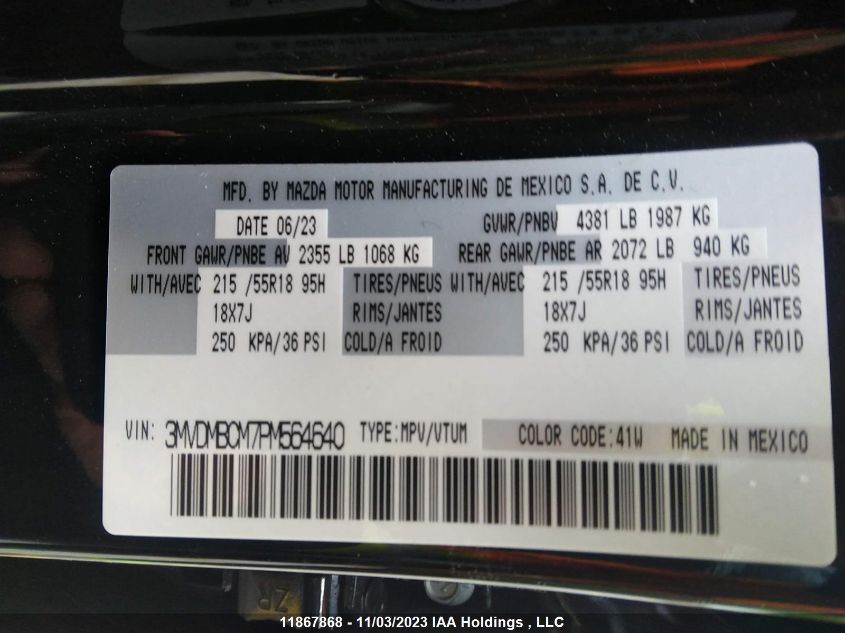 MFD. BY MAZDA MOTOR MANUFACTURING DE MEXICO S.A. DE C.V.
DATE 06/23 GVWR/PNBV 4381 LB 1987 KG
FRONT GAWR/PNBE AV 2355 LB 1068 KG REAR GAWR/PNBE AR 2072 LB 940 KG
WITH/AVEC 215 /55R18 95H TIRES/PNEUS WITH/AVEC 215 /55R18 95H TIRES/PNEUS
18X7J RIMS/JANTES 18X7J RIMS/JANTES
250 KPA/36 PSI COLD/A FROID 250 KPA/36 PSI COLD/A FROID
VIN: 3MVDMBCM7PM564640 TYPE:MPV/VTUM COLOR CODE:41W MADE IN MEXICO
ZR
11867868 - 11/03/2023 IAA Holdings , LLC